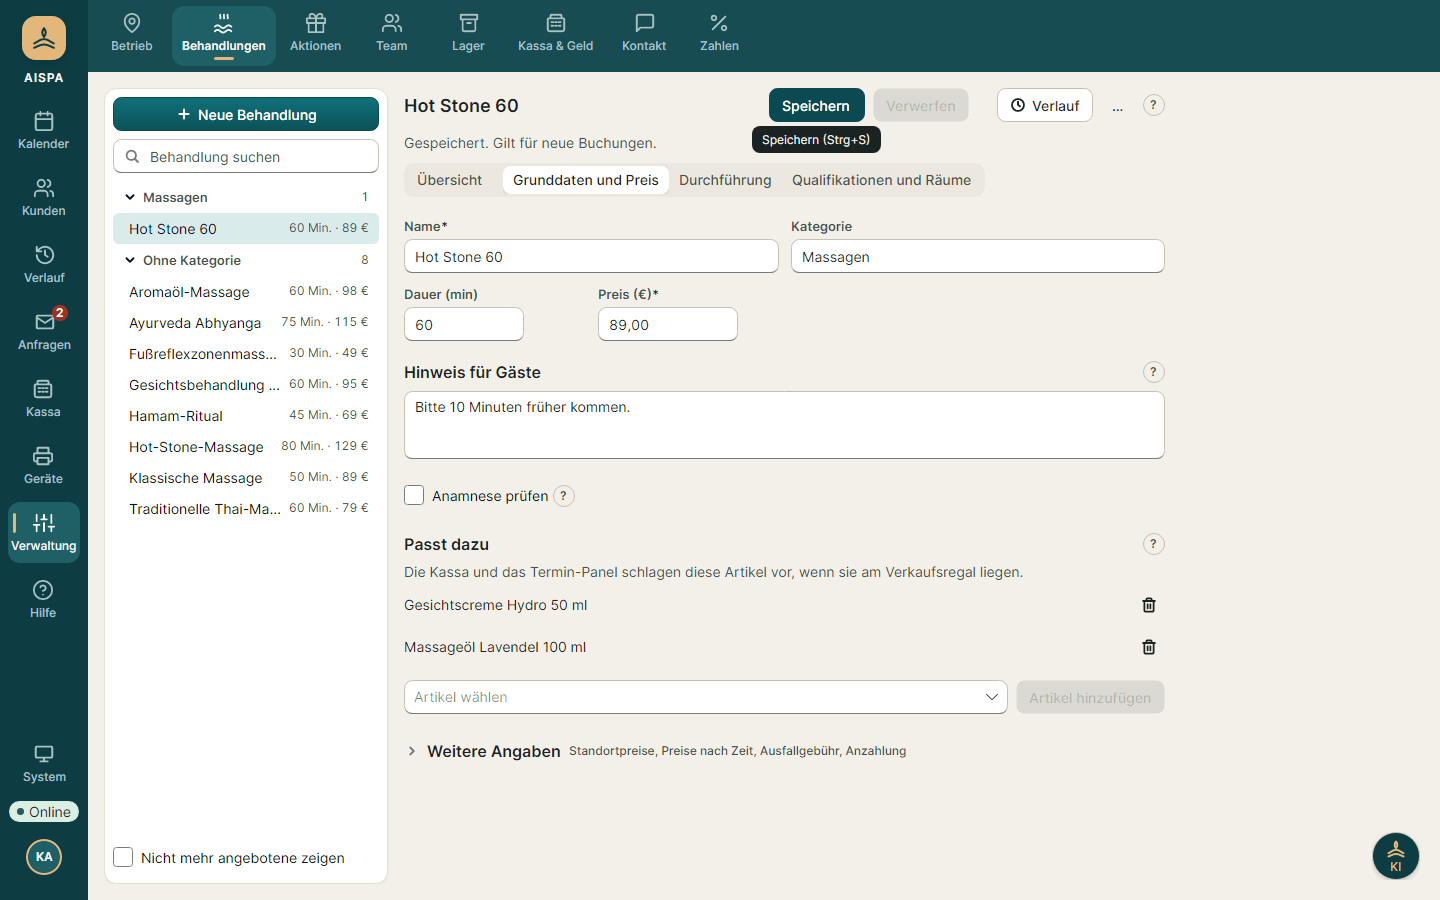 AISPA
Kalender
Kunden
Verlauf
2
Anfragen
Kassa
Geräte
Verwaltung
Hilfe
System
Online
KA
Betrieb
Behandlungen
Aktionen
Team
Lager
Kassa & Geld
Kontakt
Zahlen
+ Neue Behandlung
Behandlung suchen
Massagen 1
Hot Stone 60 60 Min. · 89 €
Ohne Kategorie 8
Aromaöl-Massage 60 Min. · 98 €
Ayurveda Abhyanga 75 Min. · 115 €
Fußreflexzonenmass... 30 Min. · 49 €
Gesichtsbehandlung ... 60 Min. · 95 €
Hamam-Ritual 45 Min. · 69 €
Hot-Stone-Massage 80 Min. · 129 €
Klassische Massage 50 Min. · 89 €
Traditionelle Thai-Ma... 60 Min. · 79 €
Nicht mehr angebotene zeigen
Hot Stone 60
Speichern
Verwerfen
Verlauf
...
?
Gespeichert. Gilt für neue Buchungen.
Speichern (Strg+S)
Übersicht
Grunddaten und Preis
Durchführung
Qualifikationen und Räume
Name*
Hot Stone 60
Kategorie
Massagen
Dauer (min)
60
Preis (€)*
89,00
Hinweis für Gäste
?
Bitte 10 Minuten früher kommen.
Anamnese prüfen ?
Passt dazu
?
Die Kassa und das Termin-Panel schlagen diese Artikel vor, wenn sie am Verkaufsregal liegen.
Gesichtscreme Hydro 50 ml
Massageöl Lavendel 100 ml
Artikel wählen
Artikel hinzufügen
Weitere Angaben Standortpreise, Preise nach Zeit, Ausfallgebühr, Anzahlung
KI